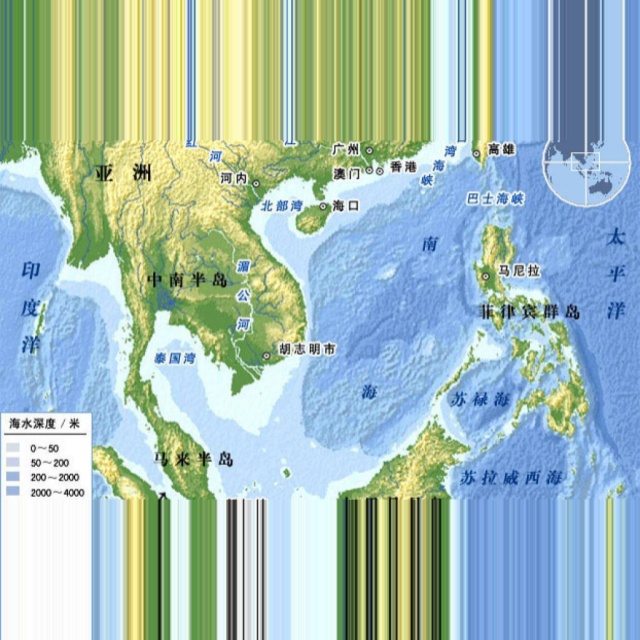 红
河
江
广州
湾
海
峡
高雄
澳门
香港
亚洲
河内
北部湾
海口
巴士海峡
南
太
平
洋
印
度
洋
中南半岛
湄
公
河
马尼拉
菲律宾群岛
胡志明市
泰国湾
海
苏禄海
马来半岛
苏拉威西海
海水深度 / 米
0～50
50～200
200～2000
2000～4000